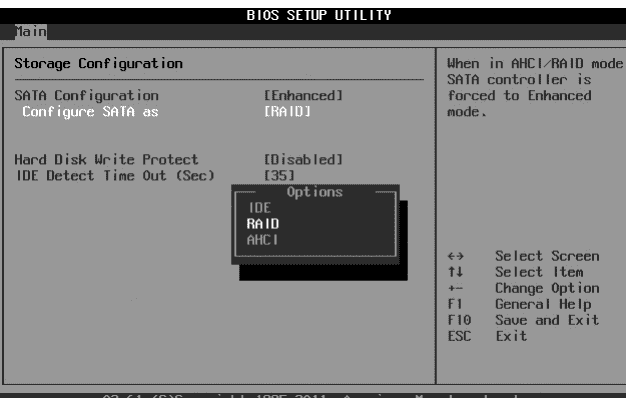 BIOS SETUP UTILITY
Main
Storage Configuration
SATA Configuration [Enhanced]
Configure SATA as [RAID]
Hard Disk Write Protect [Disabled]
IDE Detect Time Out (Sec) [35]
Options
IDE
RAID
AHCI
When in AHCI/RAID mode
SATA controller is
forced to Enhanced
mode.
↔ Select Screen
↑↓ Select Item
+- Change Option
F1 General Help
F10 Save and Exit
ESC Exit